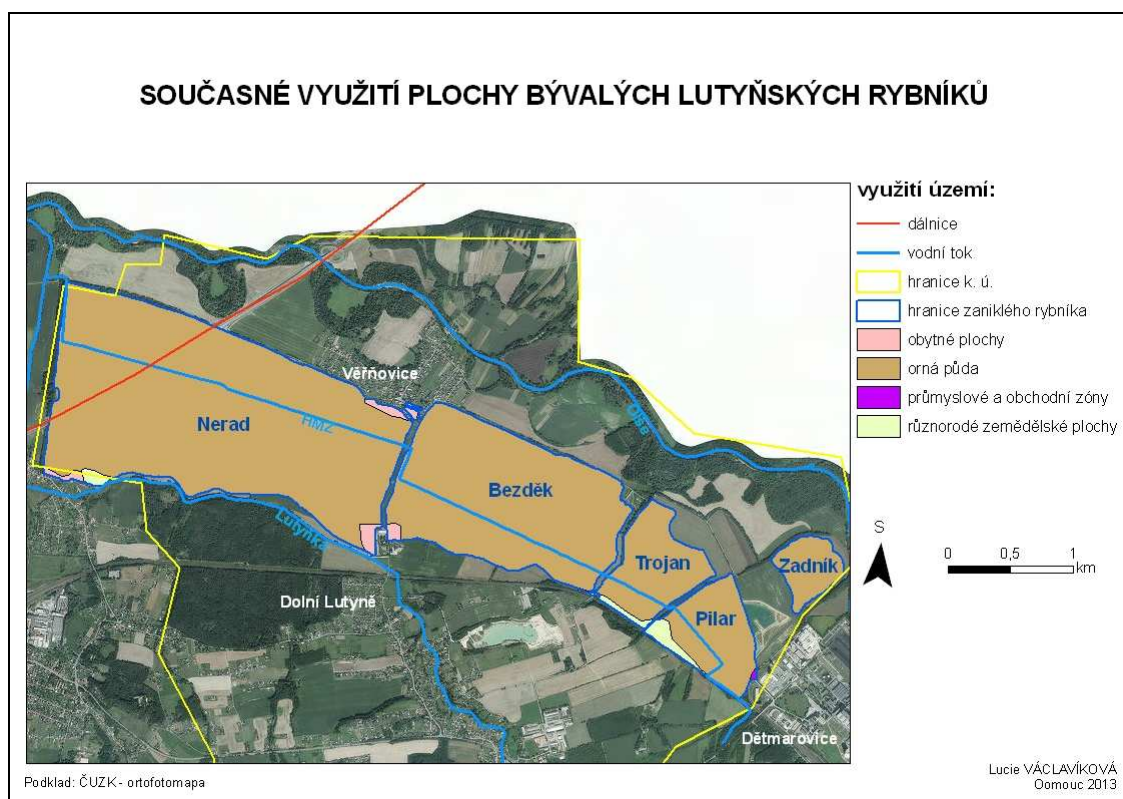 SOUČASNÉ VYUŽITÍ PLOCHY BÝVALÝCH LUTYŇSKÝCH RYBNÍKŮ
využití území:
dálnice
vodní tok
hranice k. ú.
hranice zaniklého rybníka
obytné plochy
orná půda
průmyslové a obchodní zóny
různorodé zemědělské plochy
Věřňovice
Olše
Nerad
HMZ
Bezděk
Lutyňka
Trojan
Zadník
Pilar
Dolní Lutyně
Dětmarovice
S
0 0,5 1
km
Podklad: ČUZK - ortofotomapa
Lucie VÁCLAVÍKOVÁ
Oomouc 2013